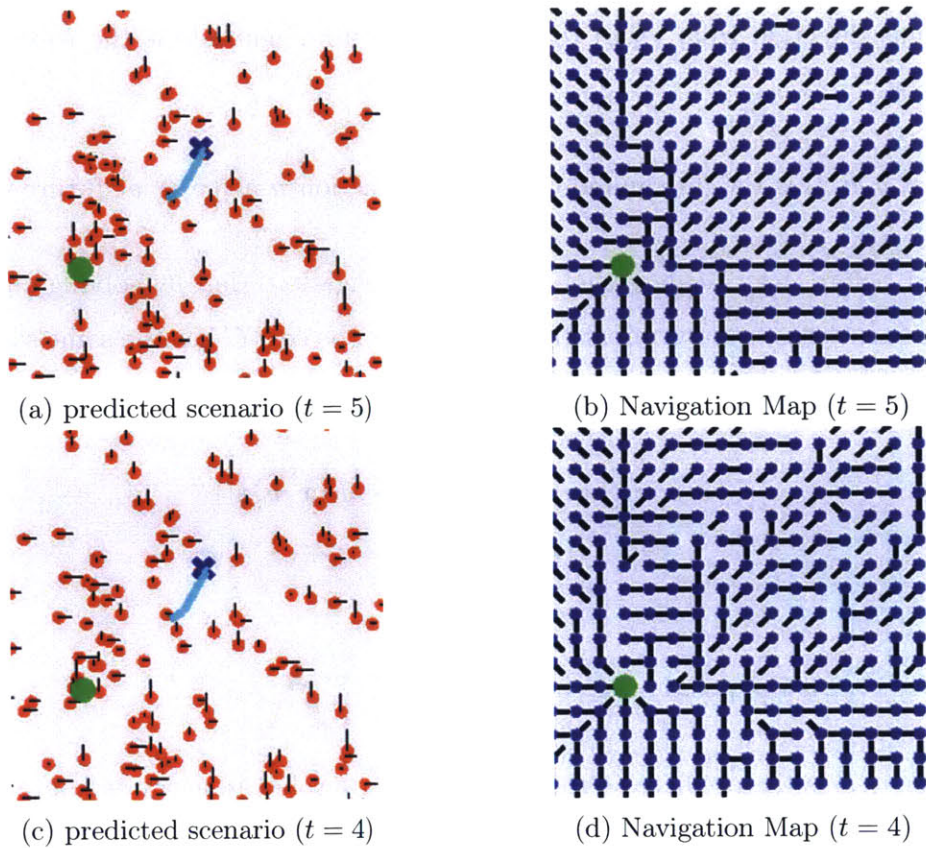 (a) predicted scenario (t = 5)
(b) Navigation Map (t = 5)
(c) predicted scenario (t = 4)
(d) Navigation Map (t = 4)